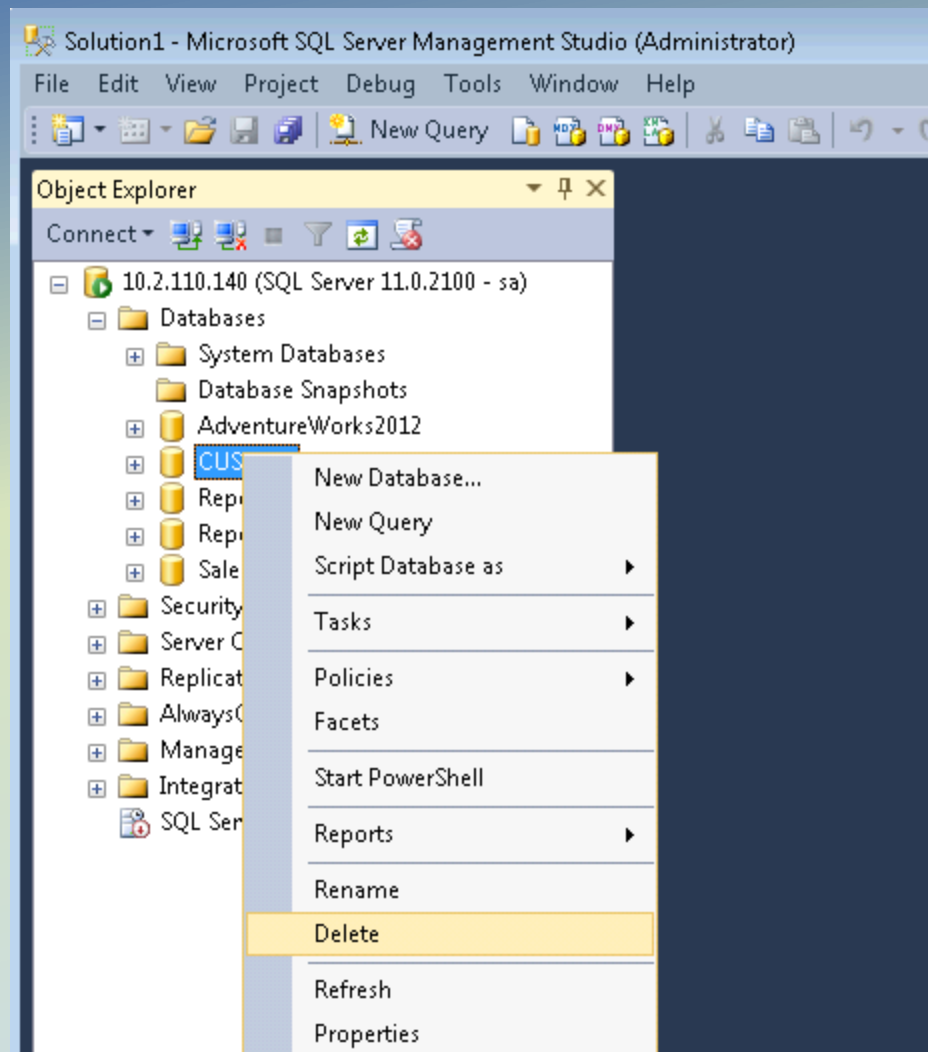 Solution1 - Microsoft SQL Server Management Studio (Administrator)
File Edit View Project Debug Tools Window Help
New Query
Object Explorer
Connect
10.2.110.140 (SQL Server 11.0.2100 - sa)
Databases
System Databases
Database Snapshots
AdventureWorks2012
CUS
Repo
Repo
Sale
Security
Server
Replicat
Always
Manage
Integrat
SQL Ser
New Database...
New Query
Script Database as
Tasks
Policies
Facets
Start PowerShell
Reports
Rename
Delete
Refresh
Properties